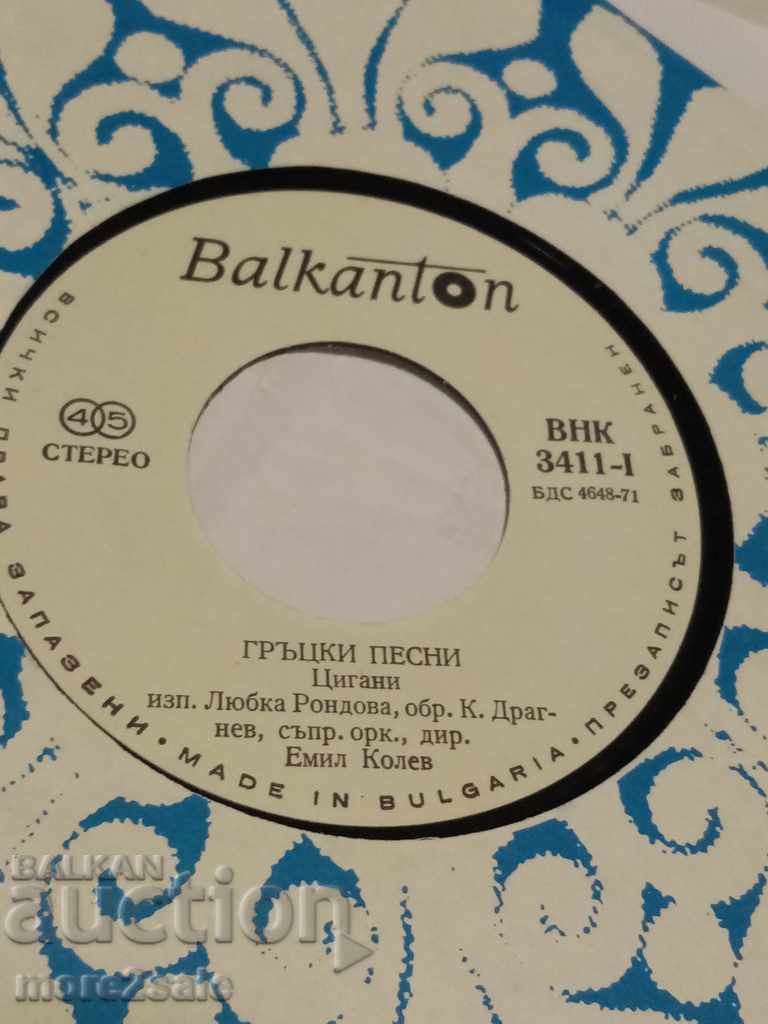 Balkanton
45
СТЕРЕО
ВНК
3411-I
БДС 4648-71
ГРЪЦКИ ПЕСНИ
Цигани
изп. Любка Рондова, обр. К. Драг-
нев, съпр. орк., дир.
Емил Колев
ВСИЧКИ ПРАВА ЗАПАЗЕНИ • MADE IN BULGARIA • ПРЕЗАПИСЪТ ЗАБРАНЕН
BALKAN
auction
more2sale